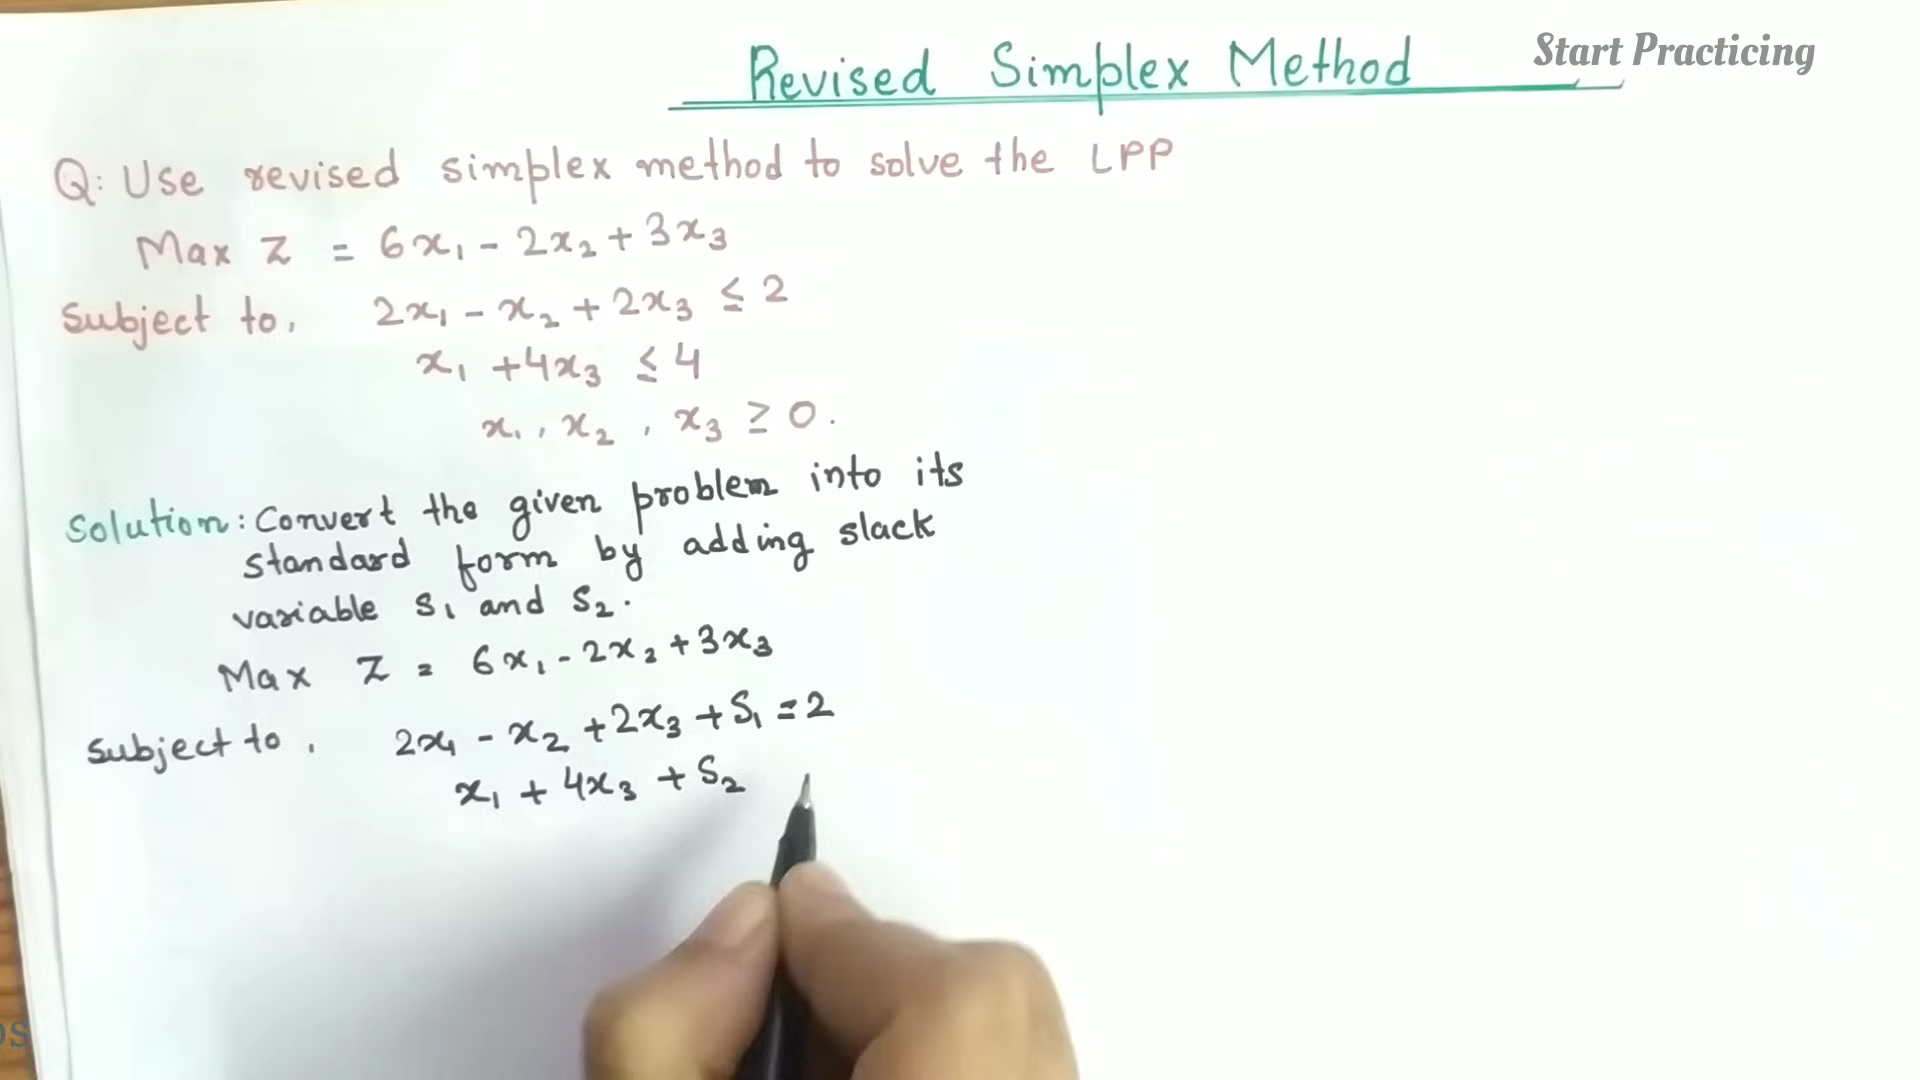 Revised Simplex Method
Start Practicing
Q: Use revised simplex method to solve the LPP
Max Z = 6x₁ - 2x₂ + 3x₃
Subject to, 2x₁ - x₂ + 2x₃ ≤ 2
x₁ + 4x₃ ≤ 4
x₁, x₂, x₃ ≥ 0.
Solution: Convert the given problem into its
standard form by adding slack
variable S₁ and S₂.
Max Z = 6x₁ - 2x₂ + 3x₃
Subject to, 2x₁ - x₂ + 2x₃ + S₁ = 2
x₁ + 4x₃ + S₂